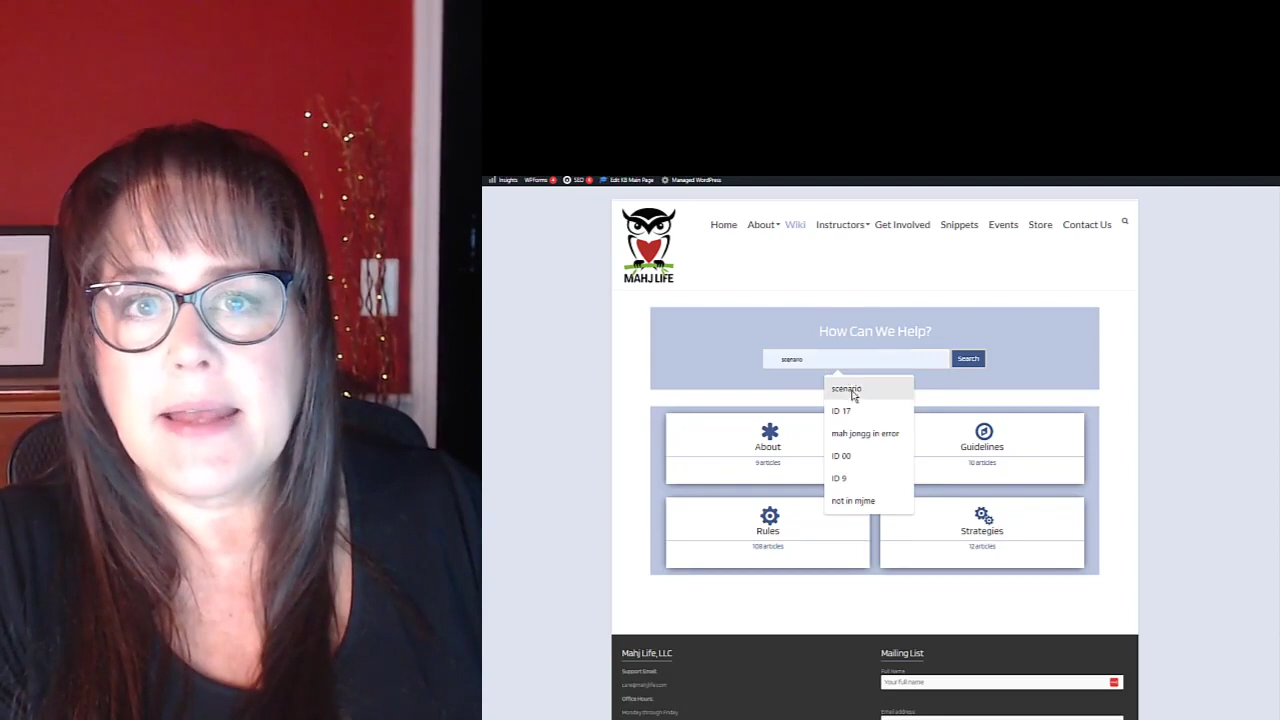 Insights WPForms 4 SEO 6 Edit KB Main Page Managed WordPress
MAHJ LIFE
Home About Wiki Instructors Get Involved Snippets Events Store Contact Us
How Can We Help?
scenario Search
scenario
ID 17
mah jongg in error
ID 00
ID 9
not in mjme
About
9 articles
Guidelines
10 articles
Rules
108 articles
Strategies
12 articles
Mahj Life, LLC
Support Email:
Office Hours:
Monday through Friday
Mailing List
Full Name
Your full name
Email address